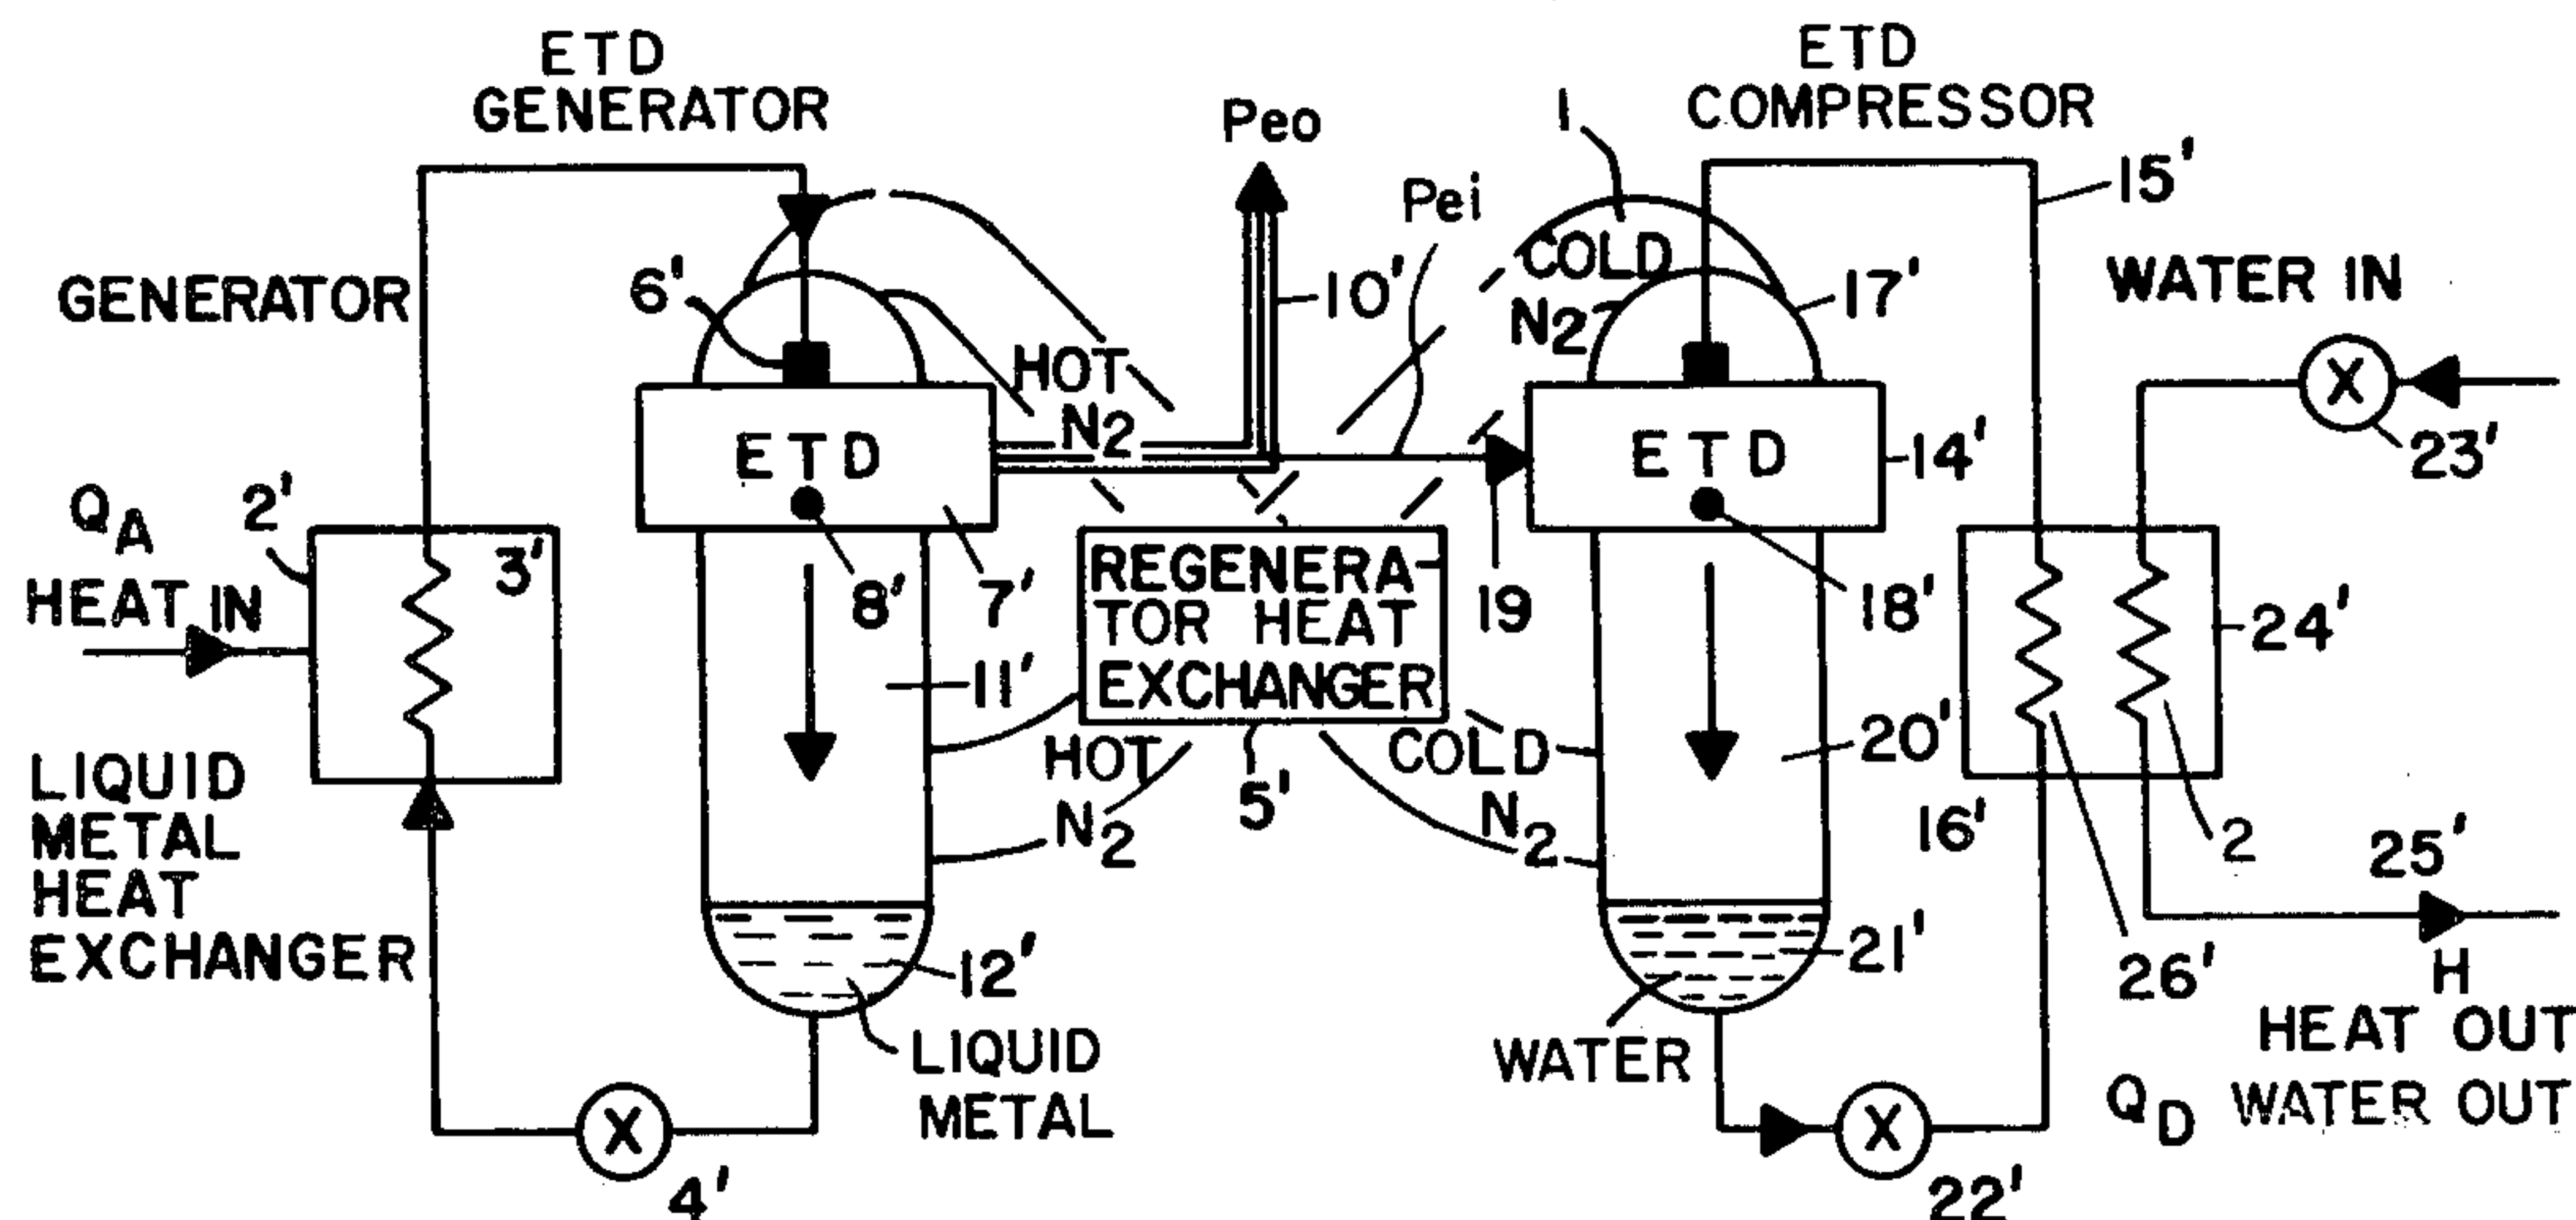 ETD
GENERATOR
ETD
COMPRESSOR
Peo
1
Pei
15'
GENERATOR
6'
10'
COLD
N2
17'
WATER IN
HOT
N2
ETD
ETD
14'
23'
QA
HEAT IN
2'
3'
8'
7'
REGENERA-
TOR HEAT
EXCHANGER
19
18'
24'
11'
LIQUID
METAL
HEAT
EXCHANGER
HOT
N2
5'
COLD
N2
20'
16'
2
25'
12'
LIQUID
METAL
21'
WATER
26'
H
HEAT OUT
QD WATER OUT
4'
22'
X
X
X